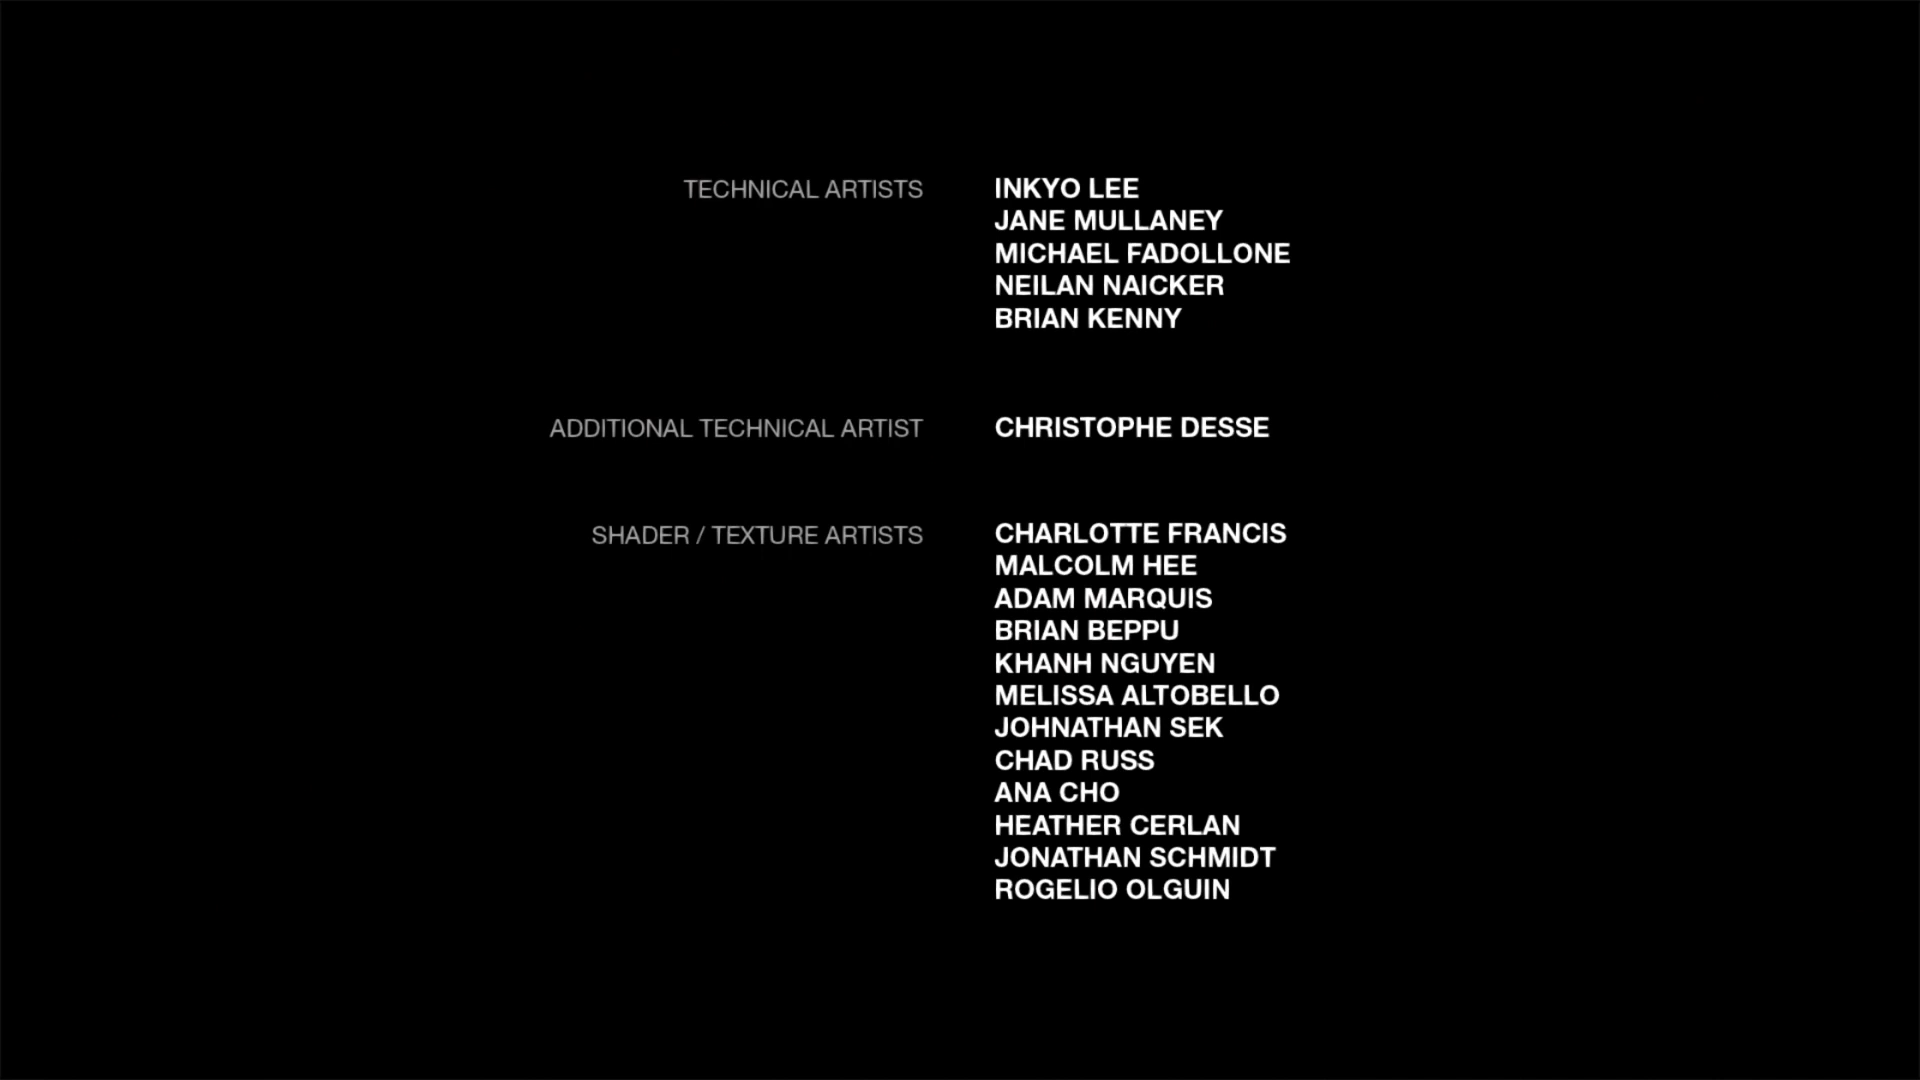 TECHNICAL ARTISTS INKYO LEE
JANE MULLANEY
MICHAEL FADOLLONE
NEILAN NAICKER
BRIAN KENNY
ADDITIONAL TECHNICAL ARTIST CHRISTOPHE DESSE
SHADER / TEXTURE ARTISTS CHARLOTTE FRANCIS
MALCOLM HEE
ADAM MARQUIS
BRIAN BEPPU
KHANH NGUYEN
MELISSA ALTOBELLO
JOHNATHAN SEK
CHAD RUSS
ANA CHO
HEATHER CERLAN
JONATHAN SCHMIDT
ROGELIO OLGUIN